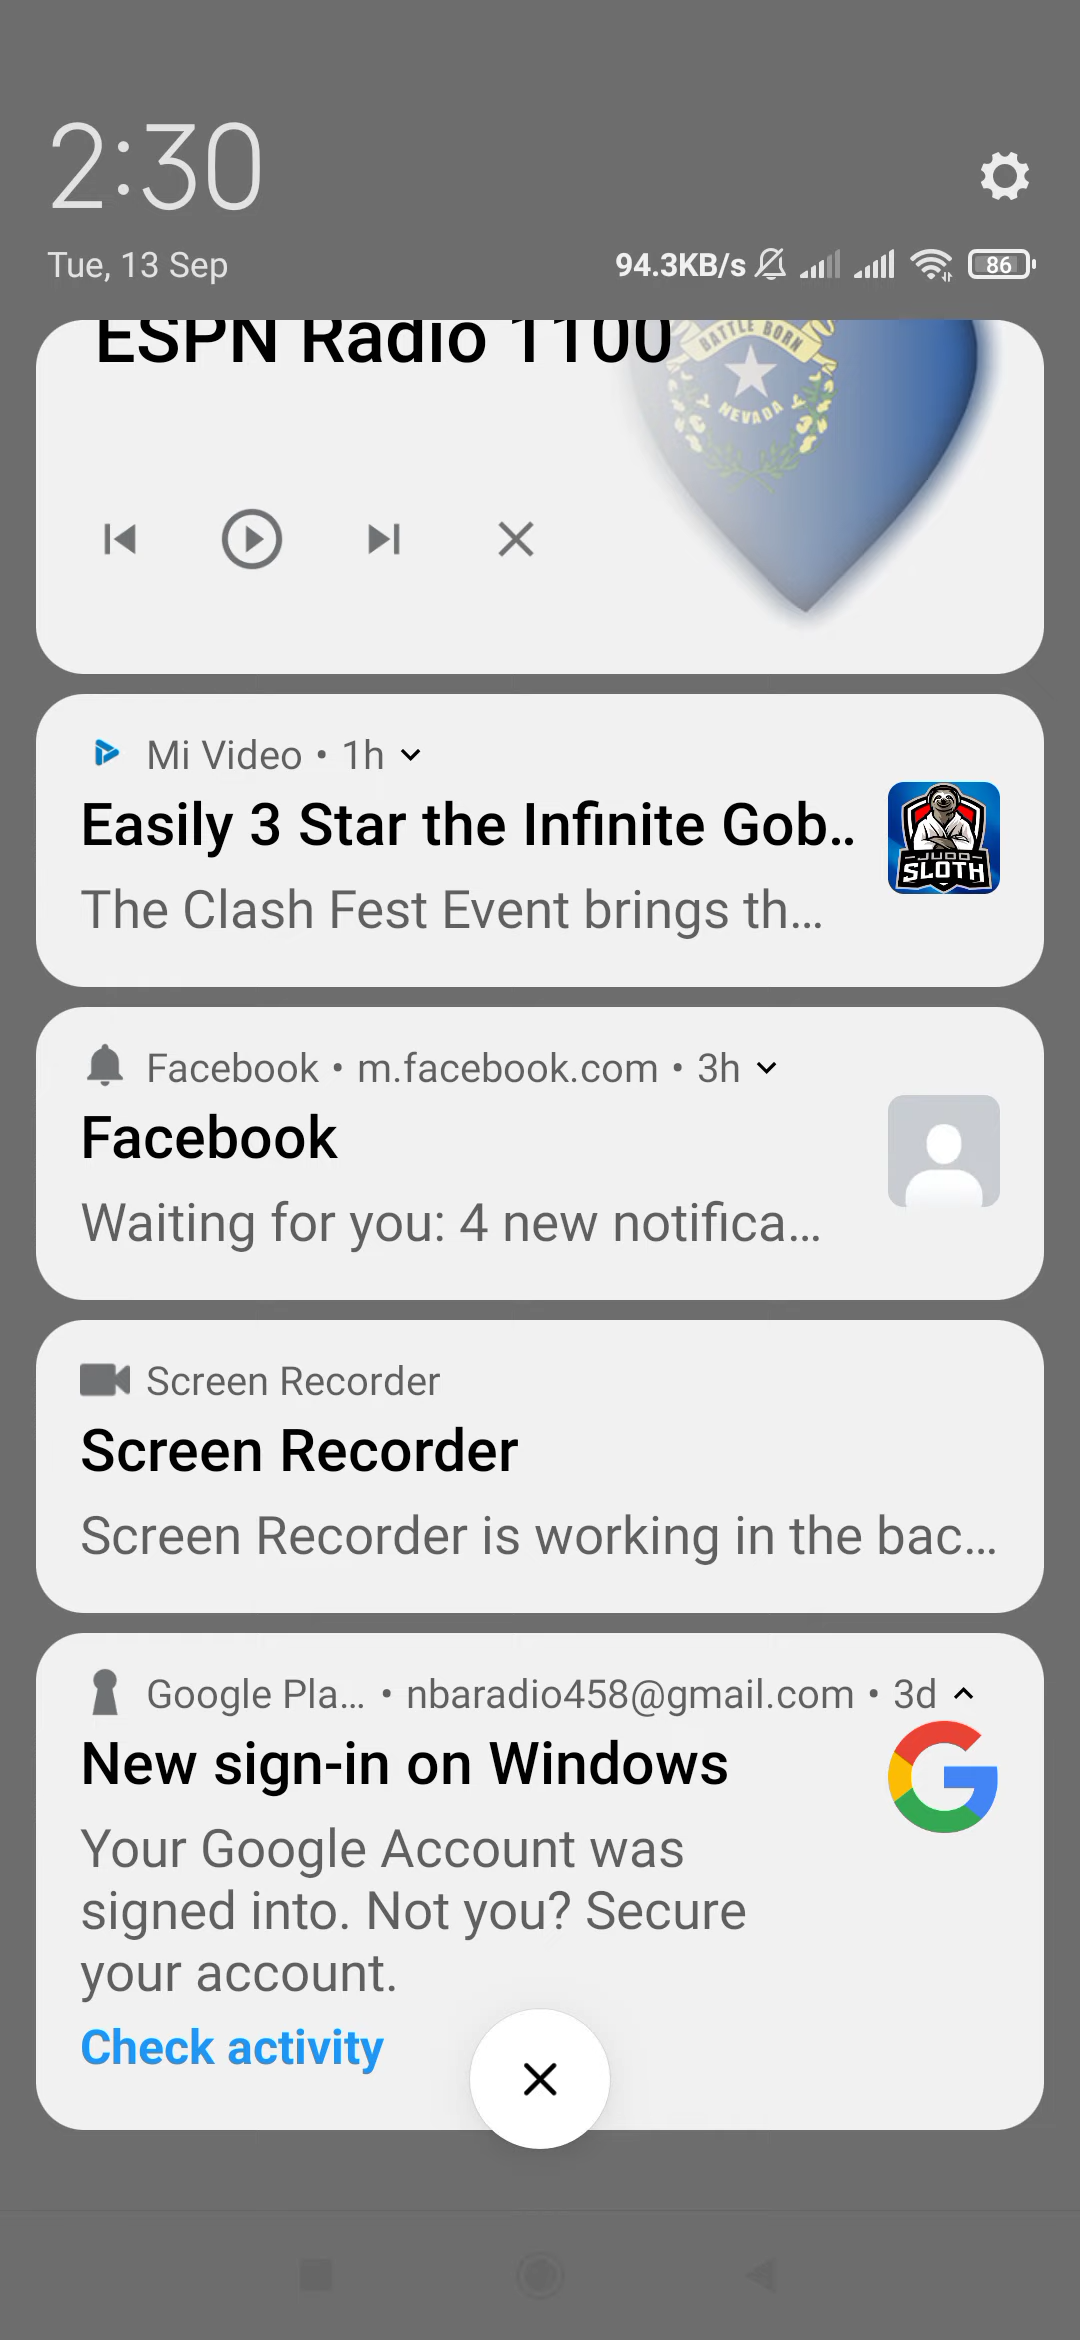 2:30
Tue, 13 Sep
94.3KB/s
86
ESPN Radio 1100
BATTLE BORN
NEVADA
Mi Video • 1h
Easily 3 Star the Infinite Gob..
The Clash Fest Event brings th...
JUDO
SLOTH
Facebook • m.facebook.com • 3h
Facebook
Waiting for you: 4 new notifica...
Screen Recorder
Screen Recorder
Screen Recorder is working in the bac...
Google Pla... • nbaradio458@gmail.com • 3d
New sign-in on Windows
Your Google Account was
signed into. Not you? Secure
your account.
Check activity